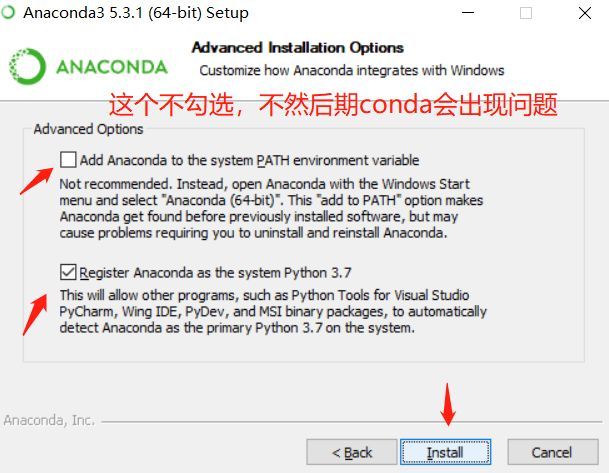 Anaconda3 5.3.1 (64-bit) Setup
Advanced Installation Options
ANACONDA
Customize how Anaconda integrates with Windows
这个不勾选，不然后期conda会出现问题
Advanced Options
Add Anaconda to the system PATH environment variable
Not recommended. Instead, open Anaconda with the Windows Start
menu and select "Anaconda (64-bit)". This "add to PATH" option makes
Anaconda get found before previously installed software, but may
cause problems requiring you to uninstall and reinstall Anaconda.
Register Anaconda as the system Python 3.7
This will allow other programs, such as Python Tools for Visual Studio
PyCharm, Wing IDE, PyDev, and MSI binary packages, to automatically
detect Anaconda as the primary Python 3.7 on the system.
Anaconda, Inc.
< Back
Install
Cancel